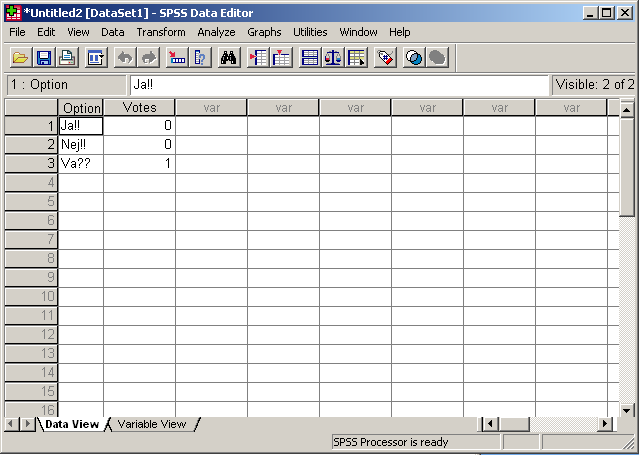 *Untitled2 [DataSet1] - SPSS Data Editor
File Edit View Data Transform Analyze Graphs Utilities Window Help
1 : Option Ja!! Visible: 2 of 2
Option Votes var var var var var var
1 Ja!! 0
2 Nej!! 0
3 Va?? 1
4
5
6
7
8
9
10
11
12
13
14
15
16
Data View Variable View
SPSS Processor is ready